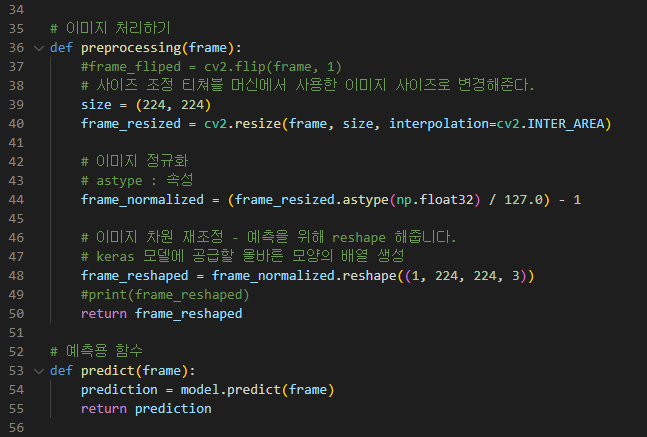 34
35 # 이미지 처리하기
36 def preprocessing(frame):
37 #frame_fliped = cv2.flip(frame, 1)
38 # 사이즈 조정 티쳐블 머신에서 사용한 이미지 사이즈로 변경해준다.
39 size = (224, 224)
40 frame_resized = cv2.resize(frame, size, interpolation=cv2.INTER_AREA)
41
42 # 이미지 정규화
43 # astype : 속성
44 frame_normalized = (frame_resized.astype(np.float32) / 127.0) - 1
45
46 # 이미지 차원 재조정 - 예측을 위해 reshape 해줍니다.
47 # keras 모델에 공급할 올바른 모양의 배열 생성
48 frame_reshaped = frame_normalized.reshape((1, 224, 224, 3))
49 #print(frame_reshaped)
50 return frame_reshaped
51
52 # 예측용 함수
53 def predict(frame):
54 prediction = model.predict(frame)
55 return prediction
56